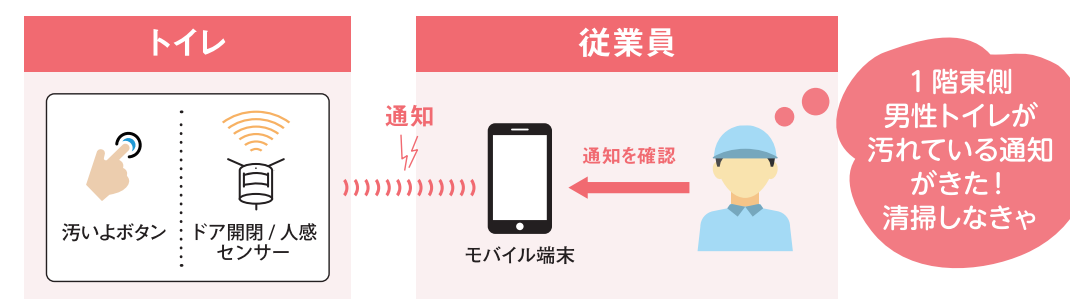 トイレ
汚いよボタン
ドア開閉 / 人感
センサー
通知
従業員
モバイル端末
通知を確認
1 階東側
男性トイレが
汚れている通知
がきた！
清掃しなきゃ